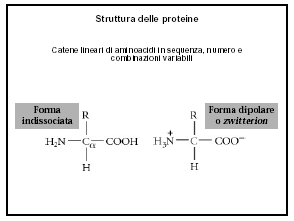 Struttura delle proteine
Catene lineari di aminoacidi in sequenza, numero e
combinazioni variabili
Forma
indissociata
Forma dipolare
o zwitterion
R
H₂N—Cα—COOH
H
R
H₃N⁺—C—COO⁻
H